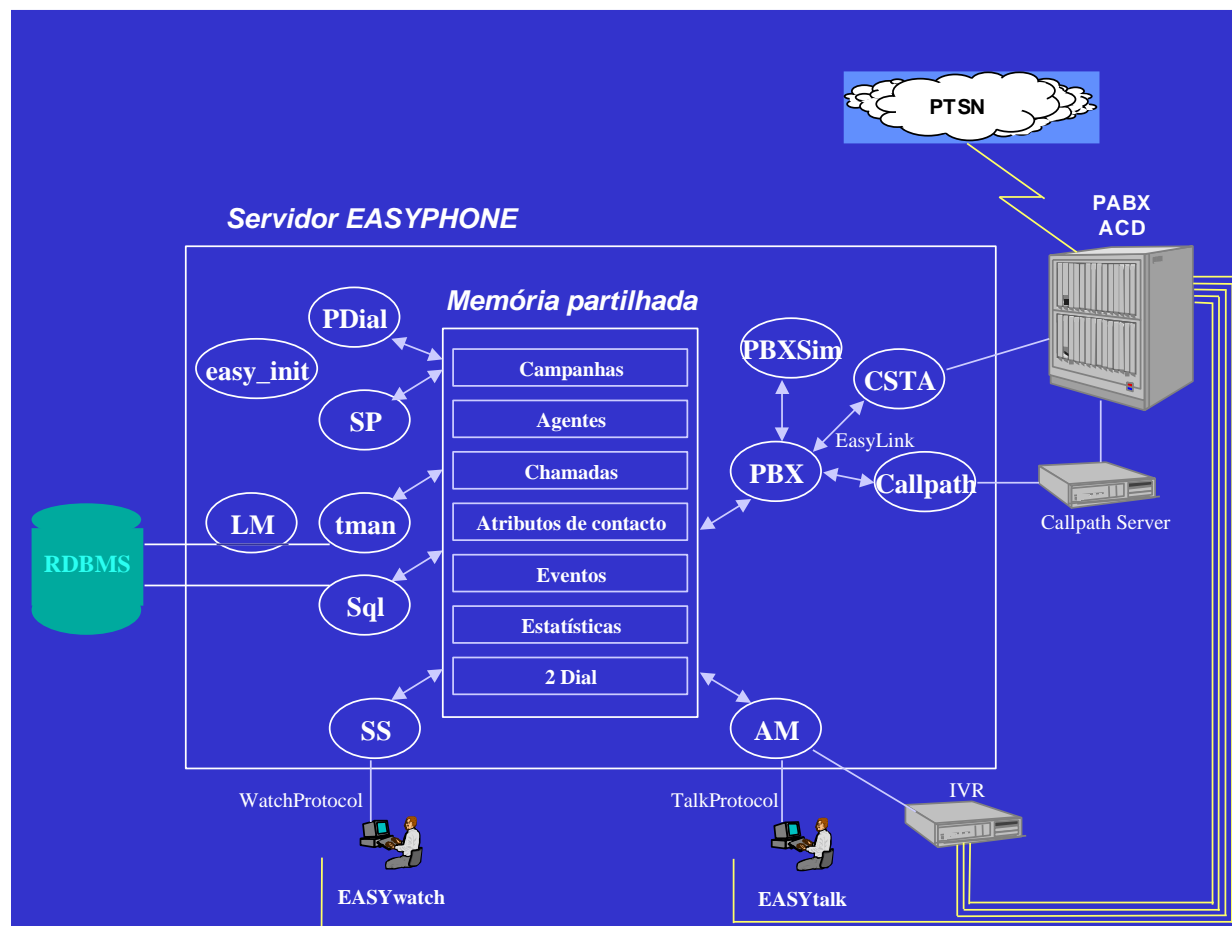 PTSN
PABX
ACD
Servidor EASYPHONE
Memória partilhada
PDial
easy_init
SP
Campanhas
Agentes
Chamadas
Atributos de contacto
Eventos
Estatísticas
2 Dial
PBXSim
CSTA
EasyLink
PBX
Callpath
Callpath Server
LM
tman
RDBMS
Sql
SS
AM
WatchProtocol
TalkProtocol
IVR
EASYwatch
EASYtalk